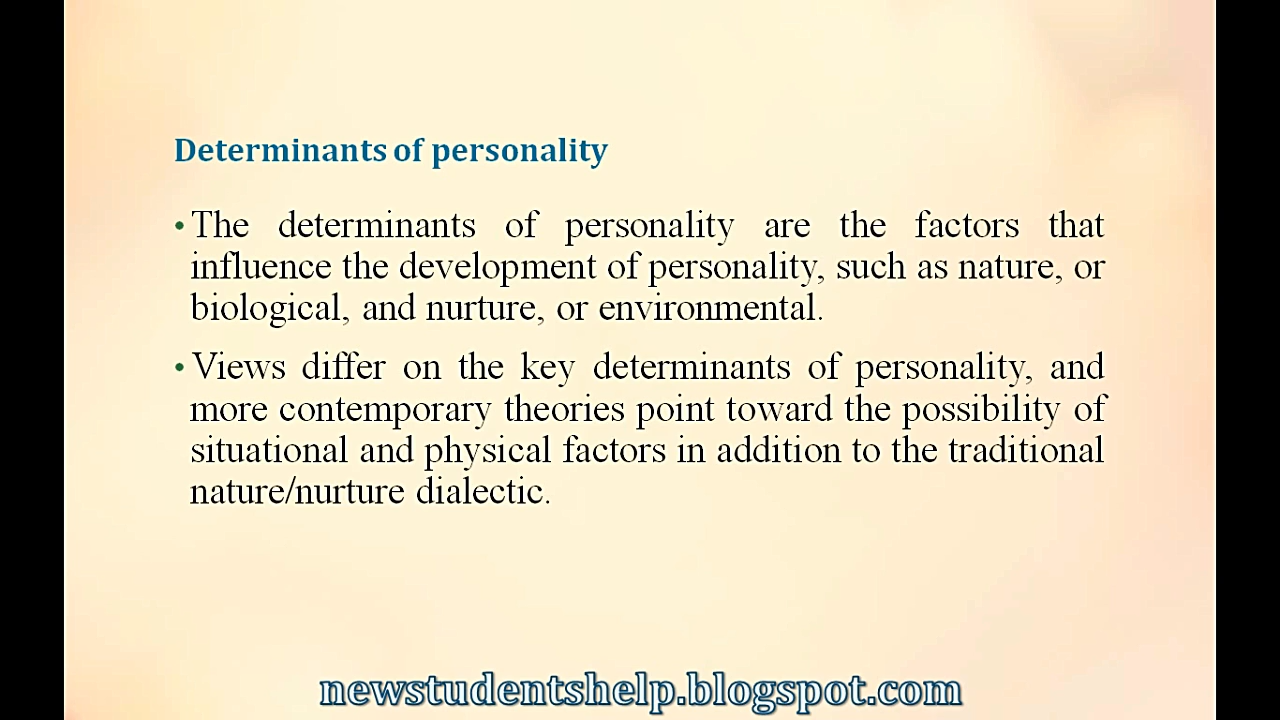 Determinants of personality
• The determinants of personality are the factors that
influence the development of personality, such as nature, or
biological, and nurture, or environmental.
• Views differ on the key determinants of personality, and
more contemporary theories point toward the possibility of
situational and physical factors in addition to the traditional
nature/nurture dialectic.
newstudentshelp.blogspot.com